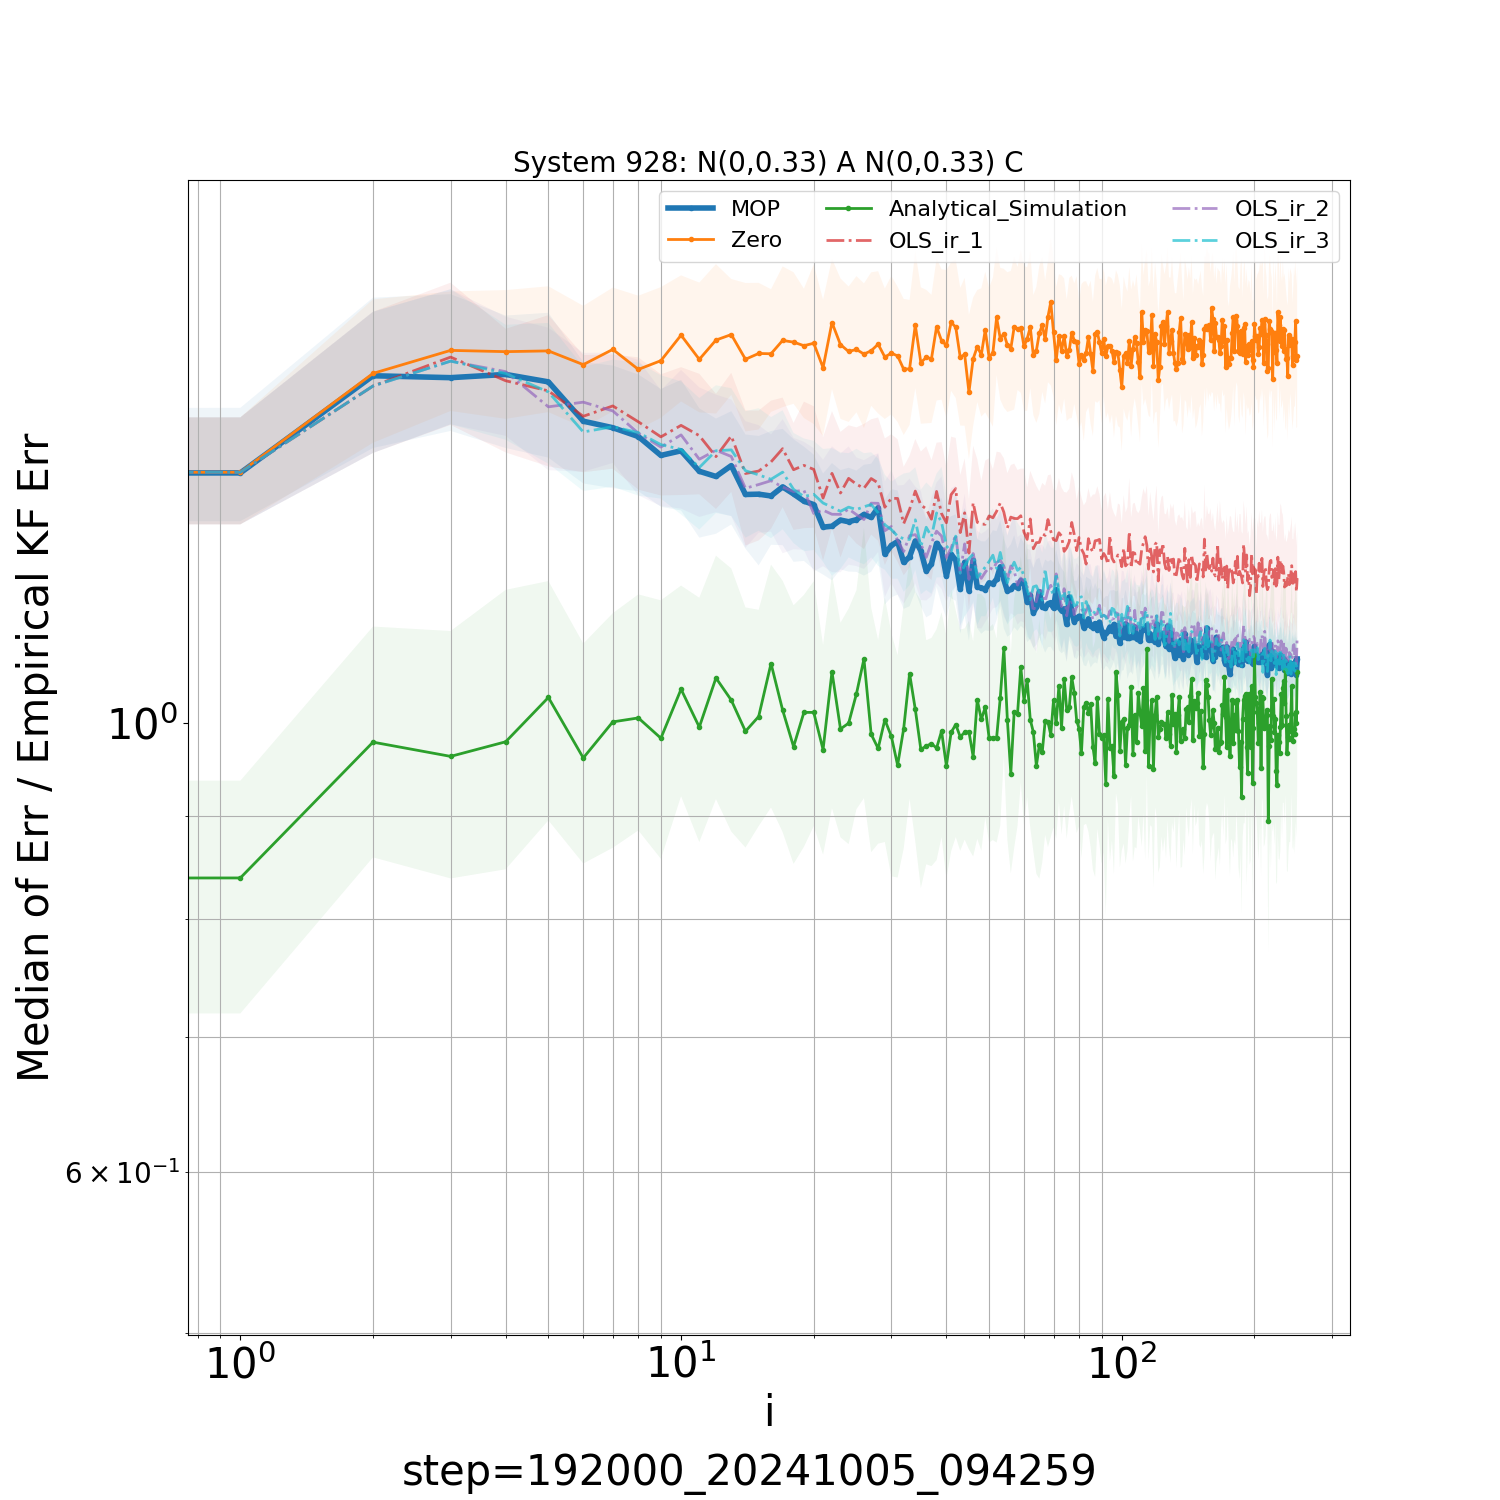 System 928: N(0,0.33) A N(0,0.33) C
MOP
Zero
Analytical_Simulation
OLS_ir_1
OLS_ir_2
OLS_ir_3
Median of Err / Empirical KF Err
10⁰
6 × 10⁻¹
10⁰
10¹
10²
i
step=192000_20241005_094259